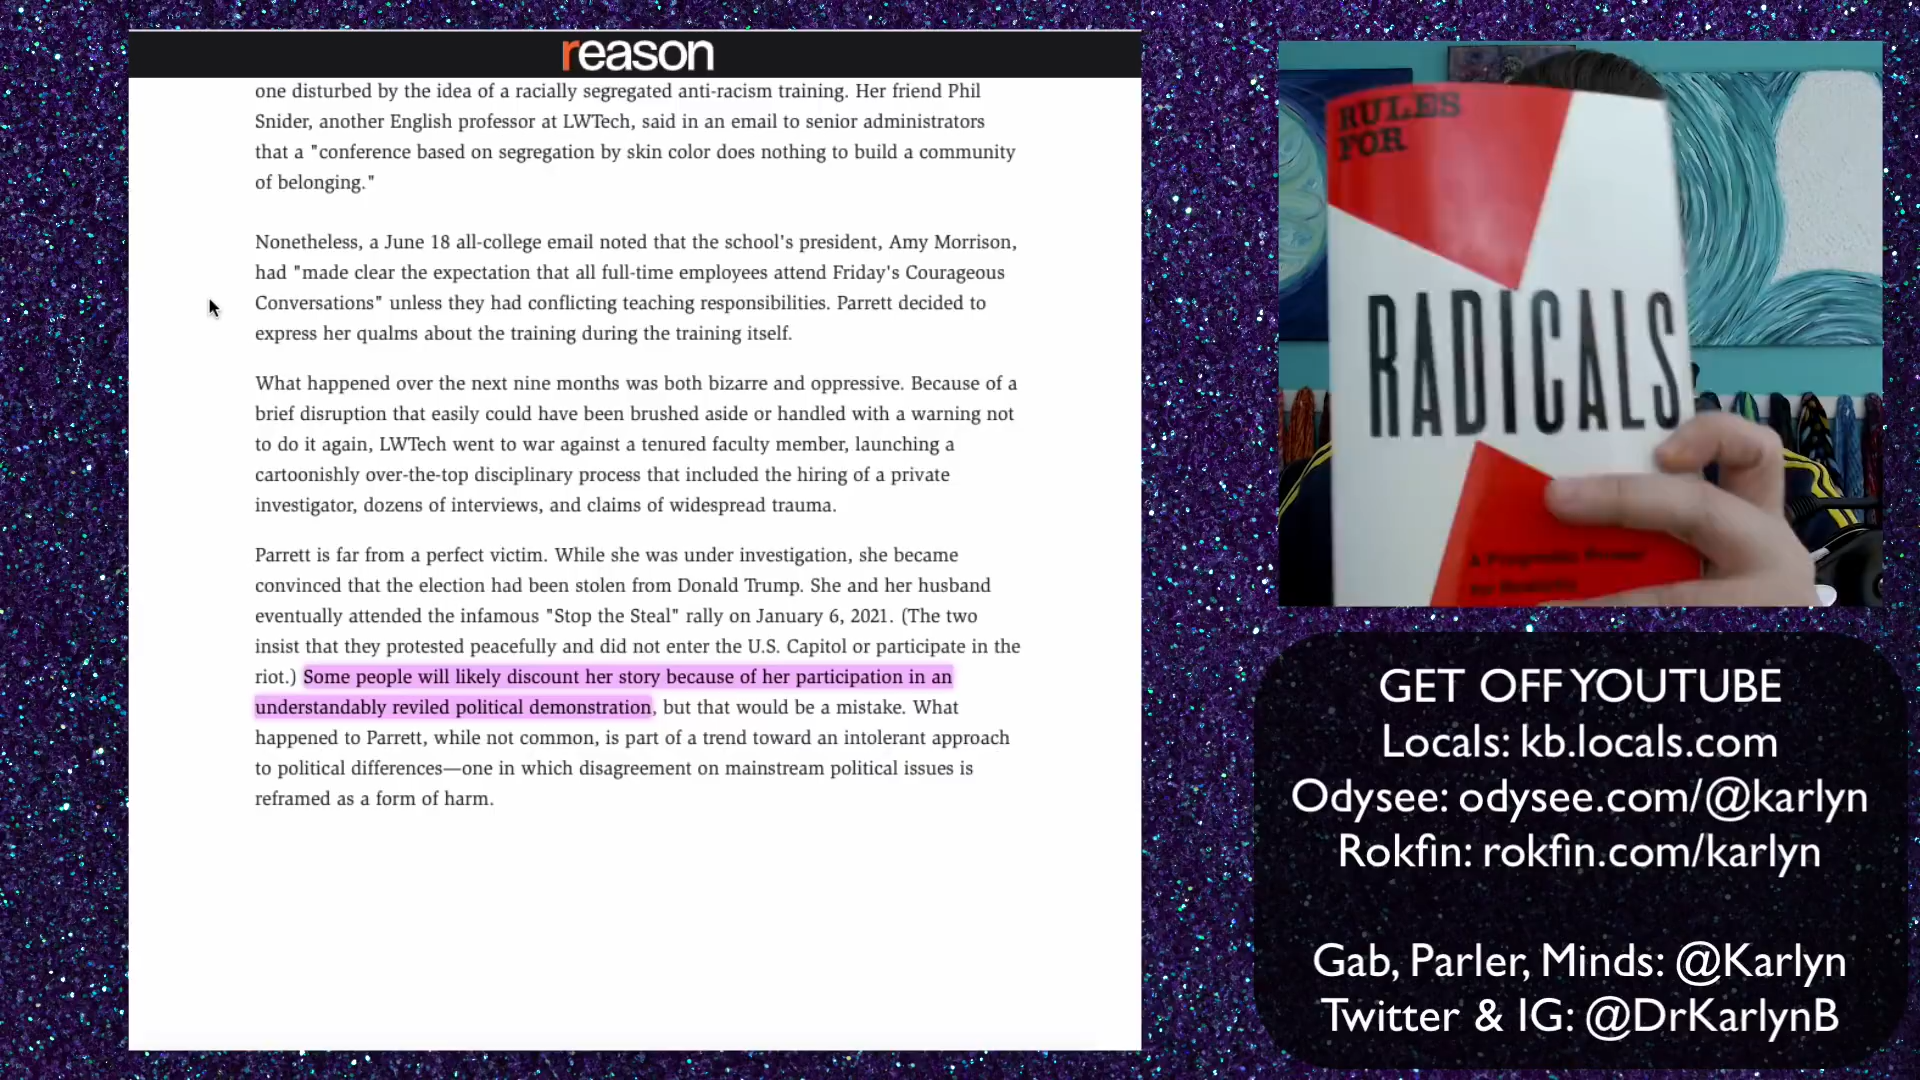 reason
one disturbed by the idea of a racially segregated anti-racism training. Her friend Phil
Snider, another English professor at LWTech, said in an email to senior administrators
that a "conference based on segregation by skin color does nothing to build a community
of belonging."
Nonetheless, a June 18 all-college email noted that the school's president, Amy Morrison,
had "made clear the expectation that all full-time employees attend Friday's Courageous
Conversations" unless they had conflicting teaching responsibilities. Parrett decided to
express her qualms about the training during the training itself.
What happened over the next nine months was both bizarre and oppressive. Because of a
brief disruption that easily could have been brushed aside or handled with a warning not
to do it again, LWTech went to war against a tenured faculty member, launching a
cartoonishly over-the-top disciplinary process that included the hiring of a private
investigator, dozens of interviews, and claims of widespread trauma.
Parrett is far from a perfect victim. While she was under investigation, she became
convinced that the election had been stolen from Donald Trump. She and her husband
eventually attended the infamous "Stop the Steal" rally on January 6, 2021. (The two
insist that they protested peacefully and did not enter the U.S. Capitol or participate in the
riot.) Some people will likely discount her story because of her participation in an
understandably reviled political demonstration, but that would be a mistake. What
happened to Parrett, while not common, is part of a trend toward an intolerant approach
to political differences—one in which disagreement on mainstream political issues is
reframed as a form of harm.
RULES
FOR
RADICALS
A Pragmatic Primer
for Realistic
GET OFF YOUTUBE
Locals: kb.locals.com
Odysee: odysee.com/@karlyn
Rokfin: rokfin.com/karlyn
Gab, Parler, Minds: @Karlyn
Twitter & IG: @DrKarlynB